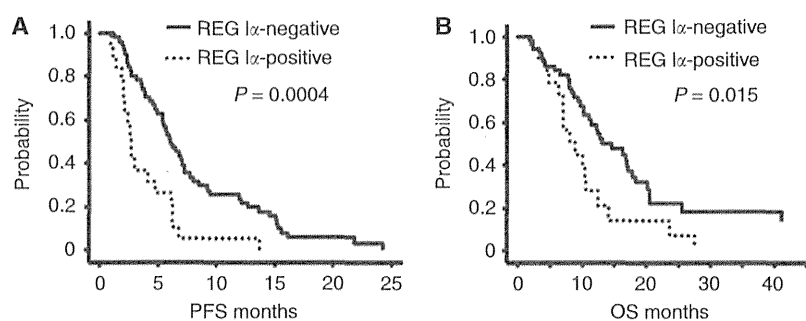 A
REG Iα-negative
REG Iα-positive
P = 0.0004
Probability
1.0
0.8
0.6
0.4
0.2
0
0 5 10 15 20 25
PFS months
B
REG Iα-negative
REG Iα-positive
P = 0.015
Probability
1.0
0.8
0.6
0.4
0.2
0
0 10 20 30 40
OS months